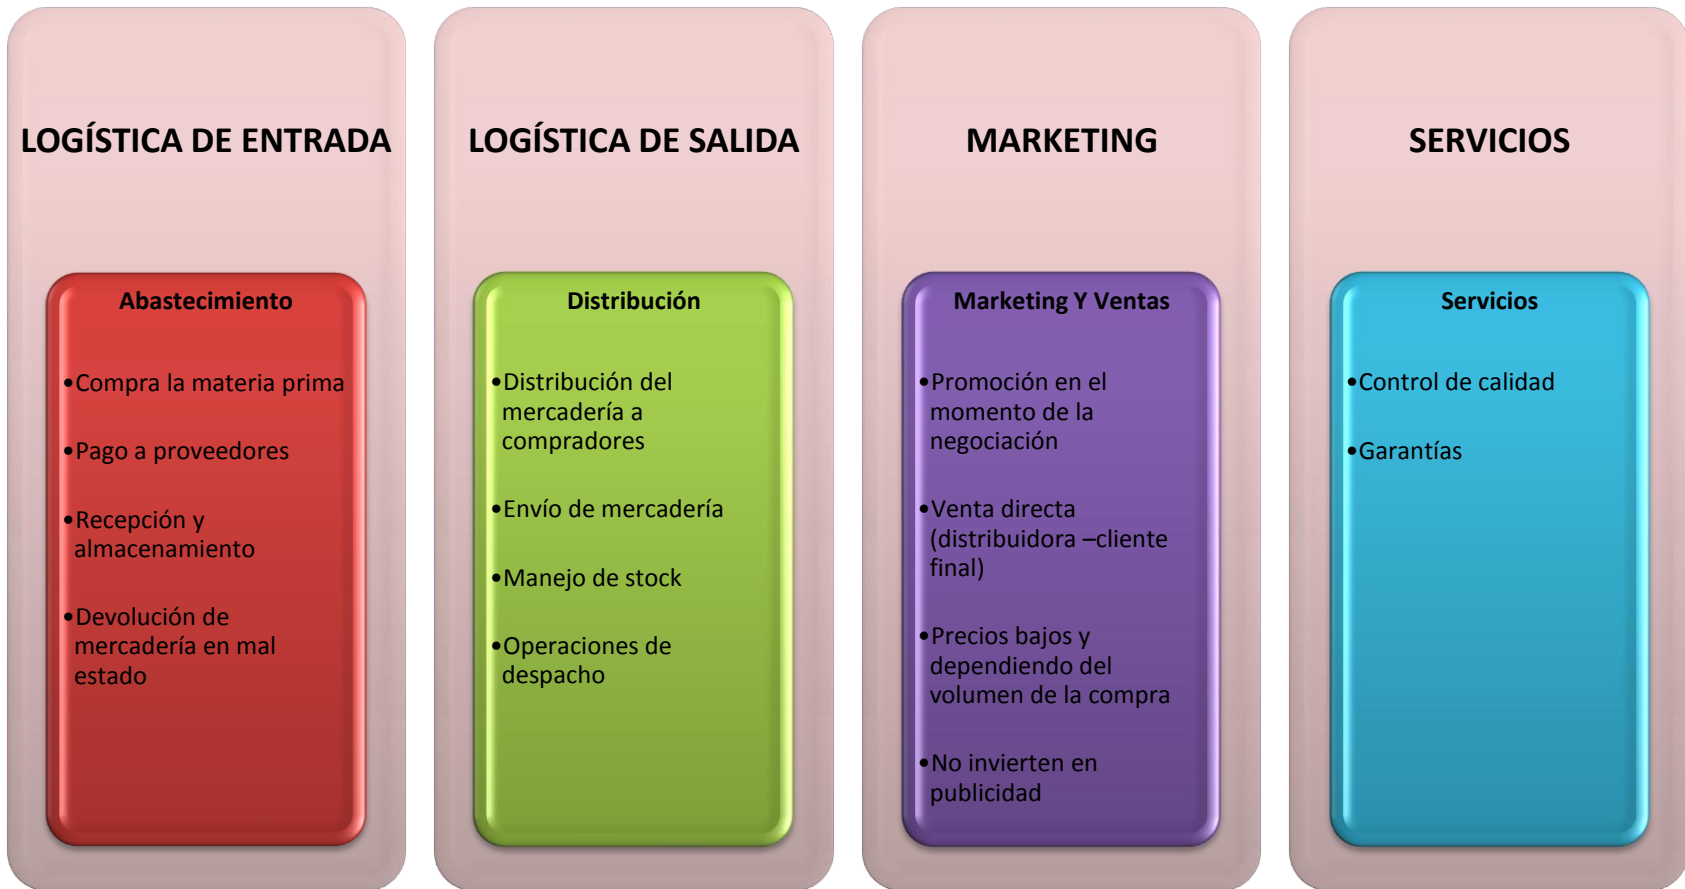 LOGÍSTICA DE ENTRADA
Abastecimiento
•Compra la materia prima
•Pago a proveedores
•Recepción y
almacenamiento
•Devolución de
mercadería en mal
estado
LOGÍSTICA DE SALIDA
Distribución
•Distribución del
mercadería a
compradores
•Envío de mercadería
•Manejo de stock
•Operaciones de
despacho
MARKETING
Marketing Y Ventas
•Promoción en el
momento de la
negociación
•Venta directa
(distribuidora –cliente
final)
•Precios bajos y
dependiendo del
volumen de la compra
•No invierten en
publicidad
SERVICIOS
Servicios
•Control de calidad
•Garantías